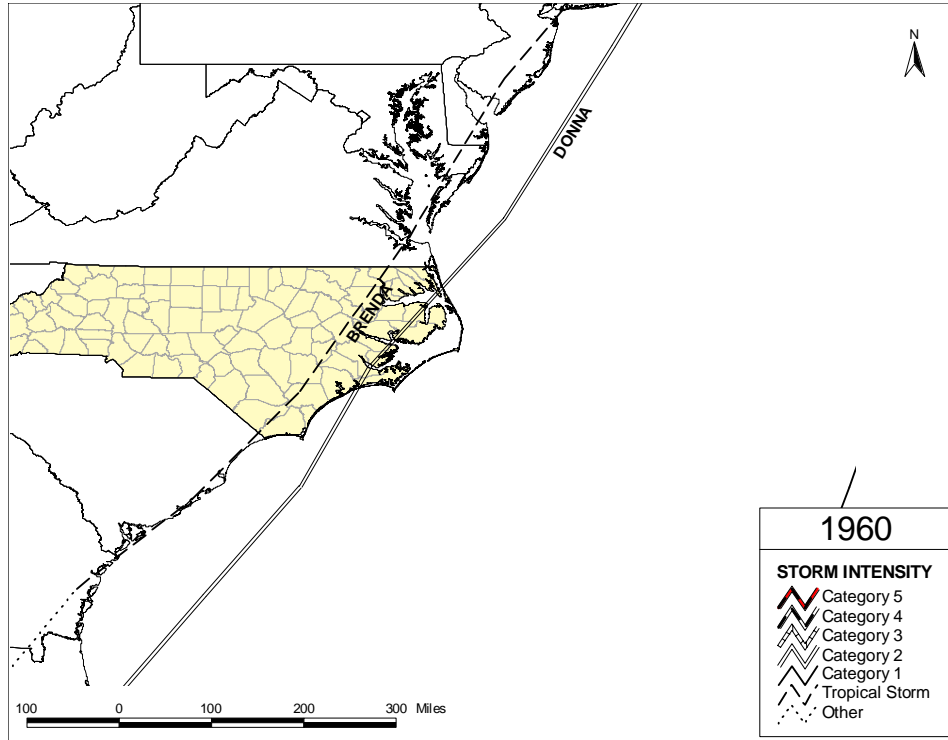 N
DONNA
BRENDA
1960
STORM INTENSITY
Category 5
Category 4
Category 3
Category 2
Category 1
Tropical Storm
Other
100 0 100 200 300 Miles